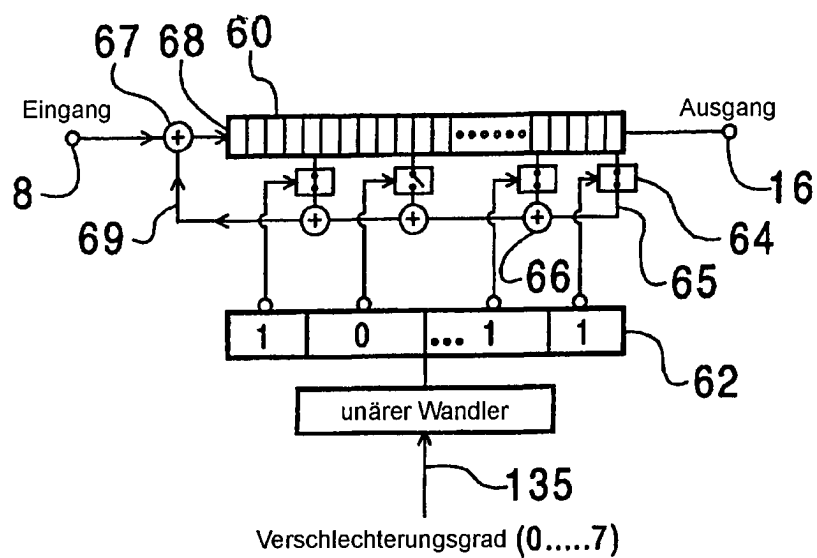 67 68 60
Eingang
Ausgang
8
16
69
66 65 64
1 0 ... 1 1
62
unärer Wandler
135
Verschlechterungsgrad (0.....7)